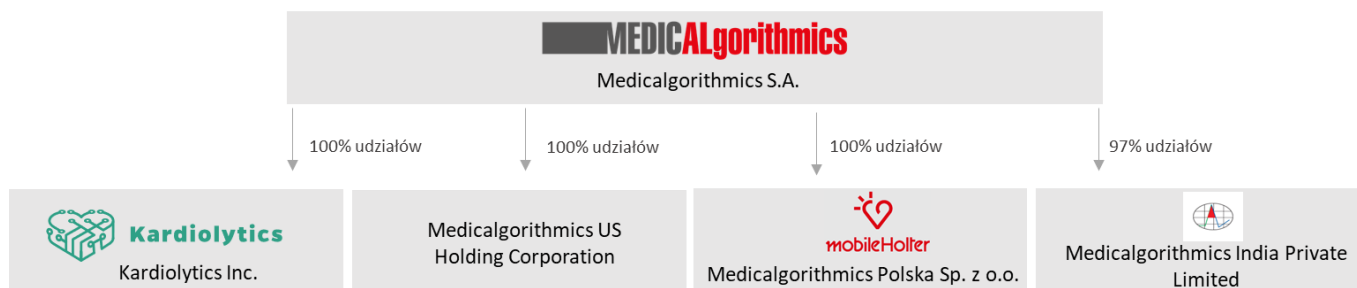 MEDICALgorithmics
Medicalgorithmics S.A.
100% udziałów
100% udziałów
100% udziałów
97% udziałów
Kardiolytics
Kardiolytics Inc.
Medicalgorithmics US
Holding Corporation
mobileHolter
Medicalgorithmics Polska Sp. z o.o.
Medicalgorithmics India Private
Limited